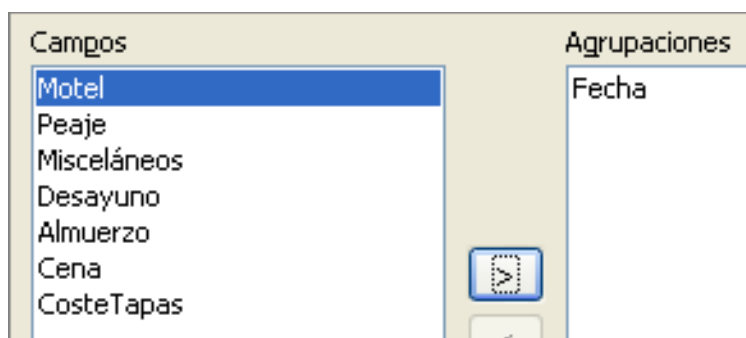 Campos
Agrupaciones
Motel
Peaje
Misceláneos
Desayuno
Almuerzo
Cena
CosteTapas
Fecha
>